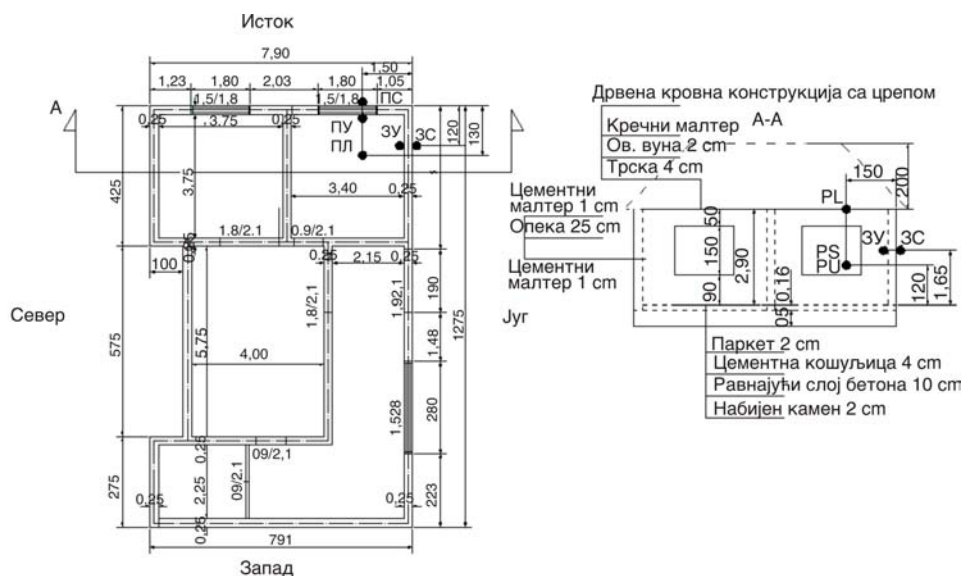 Исток
7,90
1,50
1,23 1,80 2,03 1,80 1,05
1,5/1,8 1,5/1,8 ПС
А
0,25 3.75 0,25 ПУ ЗУ ЗС 120 130
ПЛ
425
3,75
3,40 0,25
1.8/2.1 0.9/2.1
0,25 2,15
100
190
1,8/2,1 1,92,1
Север
575
5,75
4,00
1,48
1275
Југ
1,528 280
0,25
09/2,1
275
0,25 2,25 09/2.1 0,25 223
0,25
791
Запад
Дрвена кровна конструкција са црепом
Кречни малтер А-А
Ов. вуна 2 cm
Трска 4 cm
150
200
Цементни
малтер 1 cm
Опека 25 cm
Цементни
малтер 1 cm
PL
50
150
90
2,90
0,16
05
ЗУ ЗС
PS
PU
120
1,65
Паркет 2 cm
Цементна кошуљица 4 cm
Равнајући слој бетона 10 cm
Набијен камен 2 cm